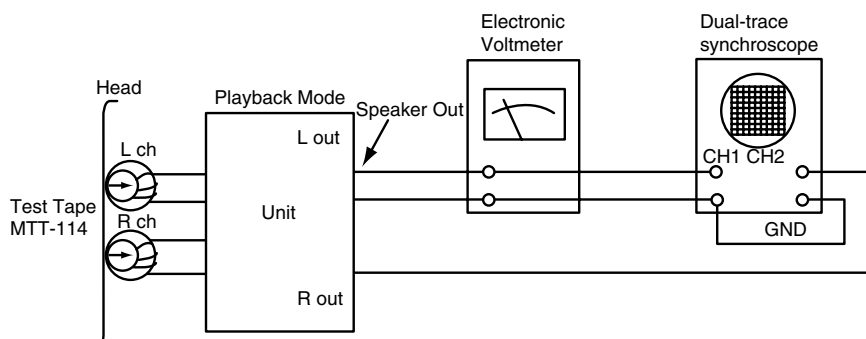 Electronic
Voltmeter
Dual-trace
synchroscope
Head
Playback Mode
Speaker Out
L out
L ch
CH1 CH2
Test Tape
MTT-114
R ch
Unit
GND
R out